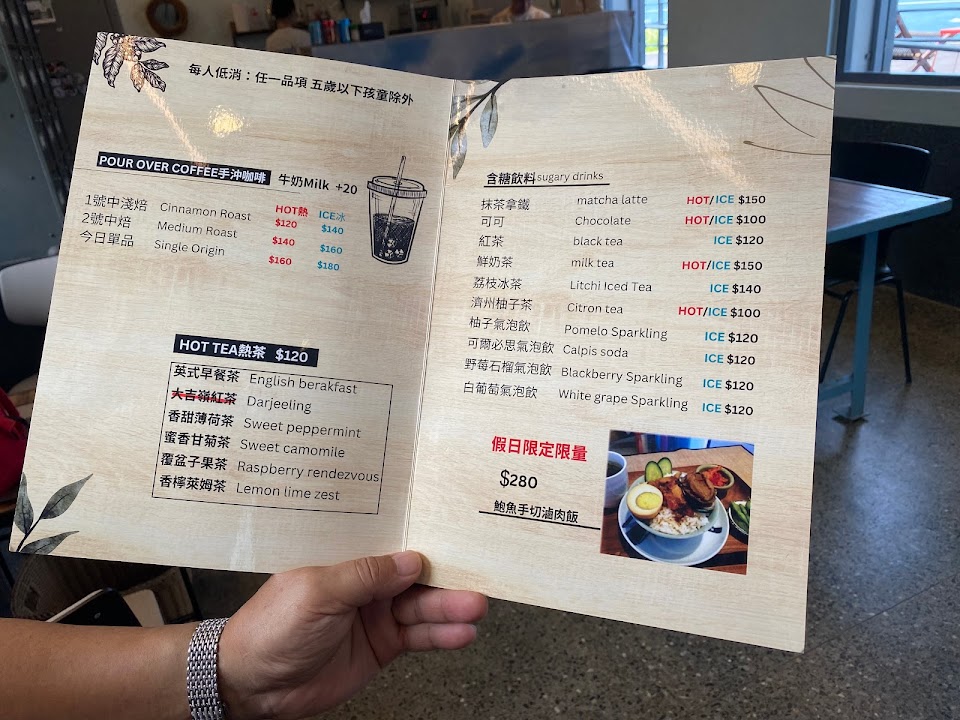 每人低消：任一品項 五歲以下孩童除外
POUR OVER COFFEE手沖咖啡 牛奶Milk +20
HOT熱 ICE冰
1號中淺焙 Cinnamon Roast $120 $140
2號中焙 Medium Roast $140 $160
今日單品 Single Origin $160 $180
HOT TEA熱茶 $120
英式早餐茶 English berakfast
大吉嶺紅茶 Darjeeling
香甜薄荷茶 Sweet peppermint
蜜香甘菊茶 Sweet camomile
覆盆子果茶 Raspberry rendezvous
香檸萊姆茶 Lemon lime zest
含糖飲料 sugary drinks
抹茶拿鐵 matcha latte HOT/ICE $150
可可 Chocolate HOT/ICE $100
紅茶 black tea ICE $120
鮮奶茶 milk tea HOT/ICE $150
荔枝冰茶 Litchi Iced Tea ICE $140
濟州柚子茶 Citron tea HOT/ICE $100
柚子氣泡飲 Pomelo Sparkling ICE $120
可爾必思氣泡飲 Calpis soda ICE $120
野莓石榴氣泡飲 Blackberry Sparkling ICE $120
白葡萄氣泡飲 White grape Sparkling ICE $120
假日限定限量
$280
鮑魚手切滷肉飯